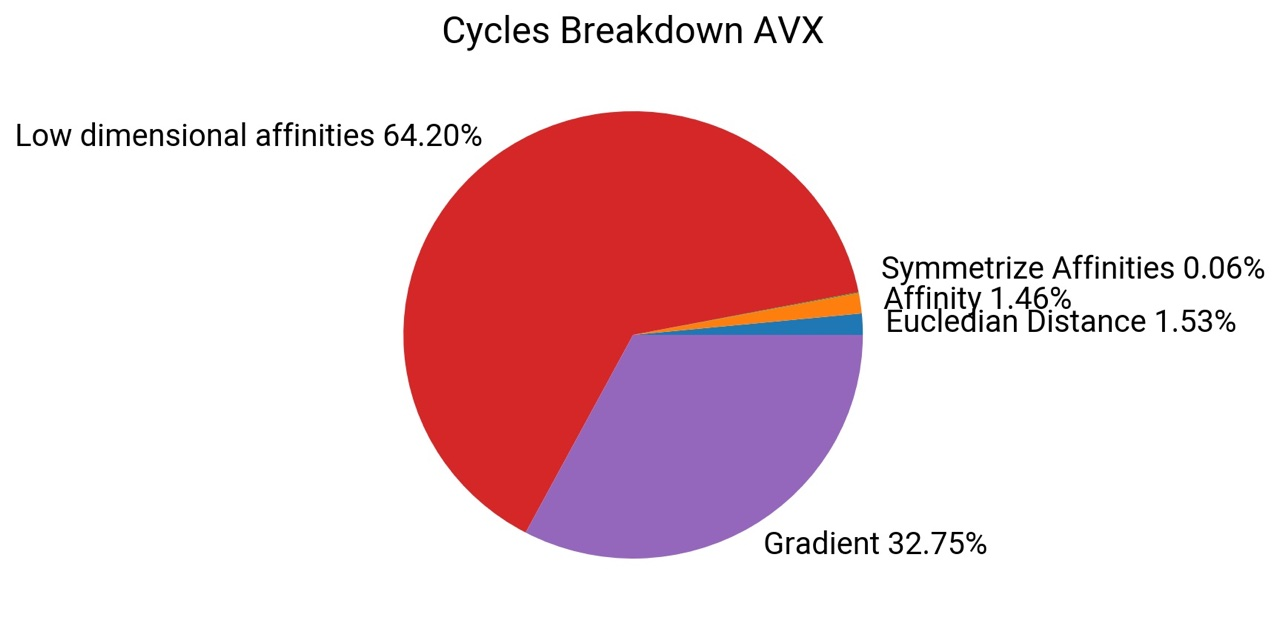 Cycles Breakdown AVX
Low dimensional affinities 64.20%
Symmetrize Affinities 0.06%
Affinity 1.46%
Eucledian Distance 1.53%
Gradient 32.75%